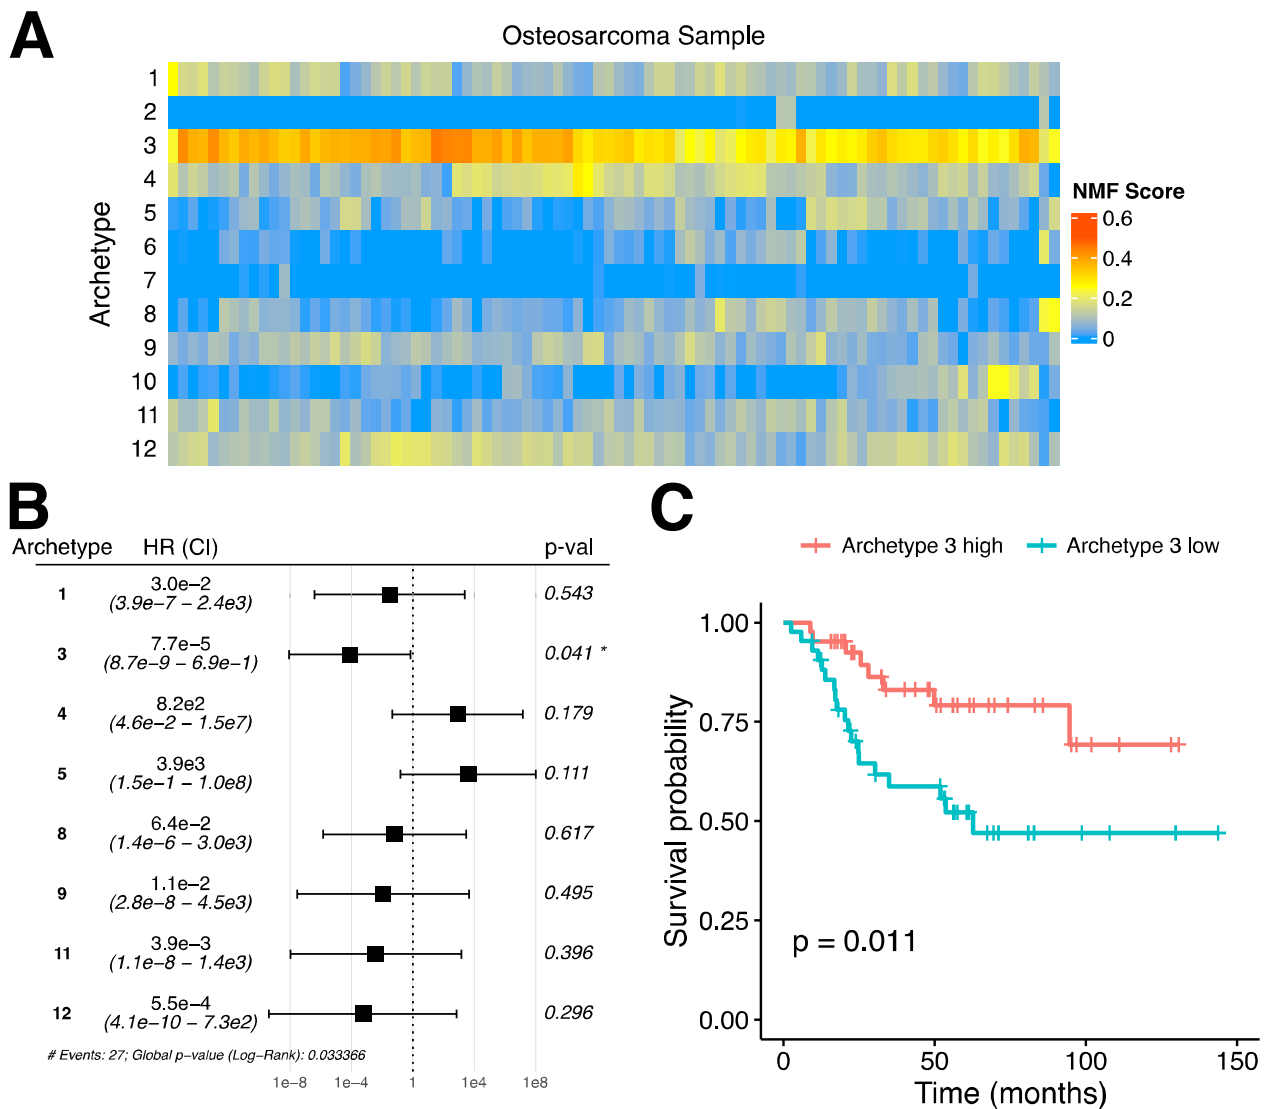 A
Osteosarcoma Sample
Archetype
1
2
3
4
5
6
7
8
9
10
11
12
NMF Score
0.6
0.4
0.2
0
B
Archetype HR (CI) p-val
1 3.0e−2 0.543
(3.9e−7 − 2.4e3)
3 7.7e−5 0.041 *
(8.7e−9 − 6.9e−1)
4 8.2e2 0.179
(4.6e−2 − 1.5e7)
5 3.9e3 0.111
(1.5e−1 − 1.0e8)
8 6.4e−2 0.617
(1.4e−6 − 3.0e3)
9 1.1e−2 0.495
(2.8e−8 − 4.5e3)
11 3.9e−3 0.396
(1.1e−8 − 1.4e3)
12 5.5e−4 0.296
(4.1e−10 − 7.3e2)
# Events: 27; Global p−value (Log−Rank): 0.033366
1e−8 1e−4 1 1e4 1e8
C
Archetype 3 high Archetype 3 low
Survival probability
1.00
0.75
0.50
0.25
0.00
p = 0.011
0 50 100 150
Time (months)